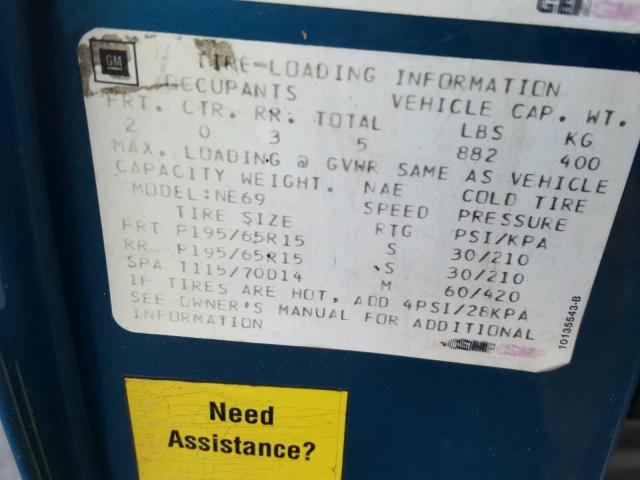 GM
TIRE-LOADING INFORMATION
OCCUPANTS VEHICLE CAP. WT.
FRT. CTR. RR. TOTAL LBS KG
2 0 3 5 882 400
MAX. LOADING @ GVWR SAME AS VEHICLE
CAPACITY WEIGHT. NAE COLD TIRE
MODEL:NE69 SPEED PRESSURE
TIRE SIZE RTG PSI/KPA
FRT P195/65R15 S 30/210
RR P195/65R15 S 30/210
SPA T115/70D14 M 60/420
IF TIRES ARE HOT, ADD 4PSI/28KPA
SEE OWNER'S MANUAL FOR ADDITIONAL
INFORMATION
10135543-B
Need
Assistance?